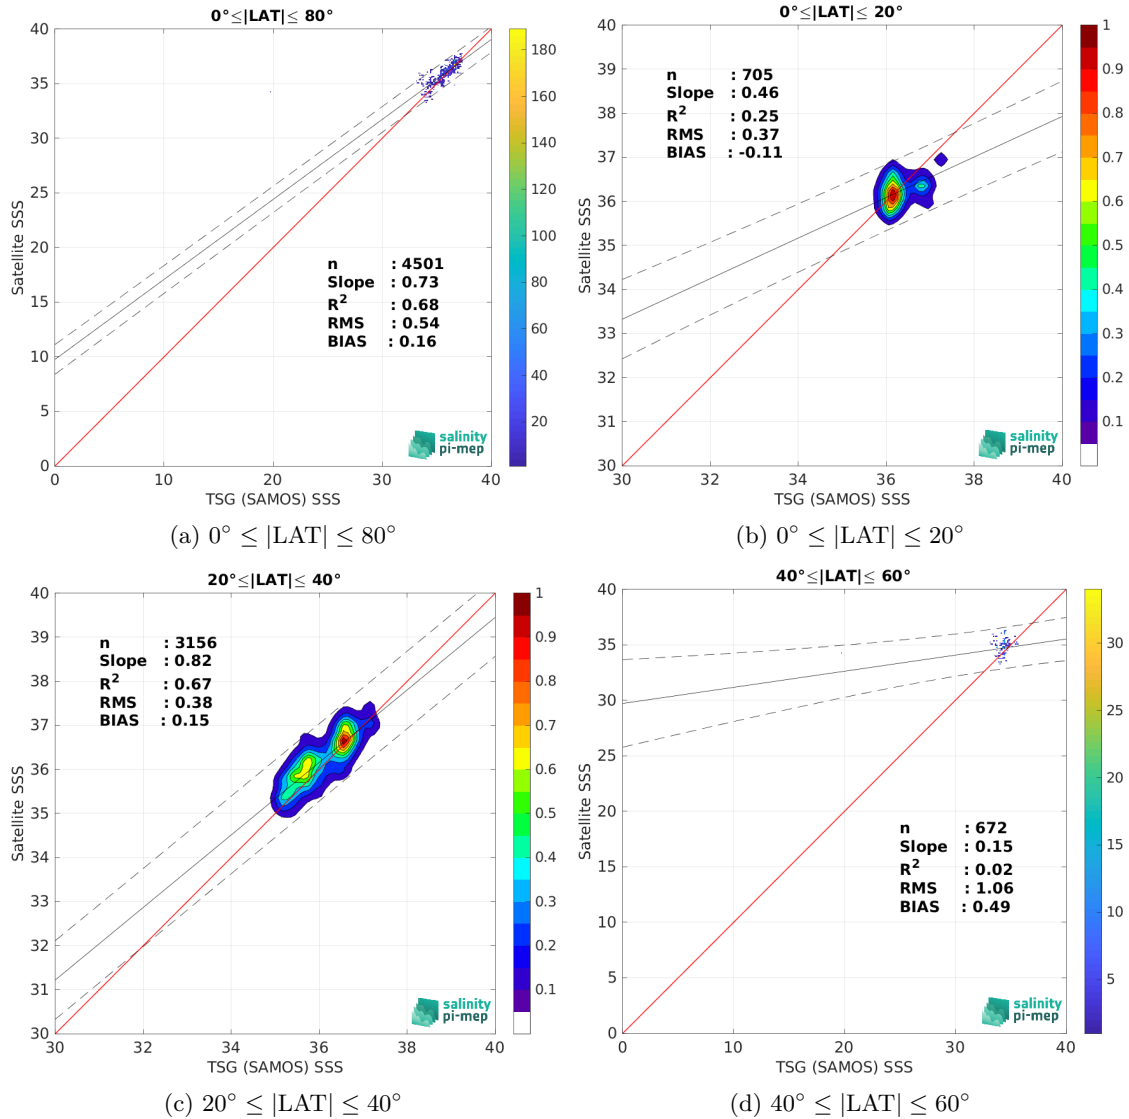 0°≤|LAT|≤ 80°
40
35
30
25
20
15
10
5
0
Satellite SSS
n : 4501
Slope : 0.73
R² : 0.68
RMS : 0.54
BIAS : 0.16
salinity
pi-mep
0 10 20 30 40
TSG (SAMOS) SSS
180
160
140
120
100
80
60
40
20
(a) 0° ≤ |LAT| ≤ 80°
0°≤|LAT|≤ 20°
40
39
38
37
36
35
34
33
32
31
30
Satellite SSS
n : 705
Slope : 0.46
R² : 0.25
RMS : 0.37
BIAS : -0.11
salinity
pi-mep
30 32 34 36 38 40
TSG (SAMOS) SSS
1
0.9
0.8
0.7
0.6
0.5
0.4
0.3
0.2
0.1
(b) 0° ≤ |LAT| ≤ 20°
20°≤|LAT|≤ 40°
40
39
38
37
36
35
34
33
32
31
30
Satellite SSS
n : 3156
Slope : 0.82
R² : 0.67
RMS : 0.38
BIAS : 0.15
salinity
pi-mep
30 32 34 36 38 40
TSG (SAMOS) SSS
1
0.9
0.8
0.7
0.6
0.5
0.4
0.3
0.2
0.1
(c) 20° ≤ |LAT| ≤ 40°
40°≤|LAT|≤ 60°
40
35
30
25
20
15
10
5
0
Satellite SSS
n : 672
Slope : 0.15
R² : 0.02
RMS : 1.06
BIAS : 0.49
salinity
pi-mep
0 10 20 30 40
TSG (SAMOS) SSS
30
25
20
15
10
5
(d) 40° ≤ |LAT| ≤ 60°